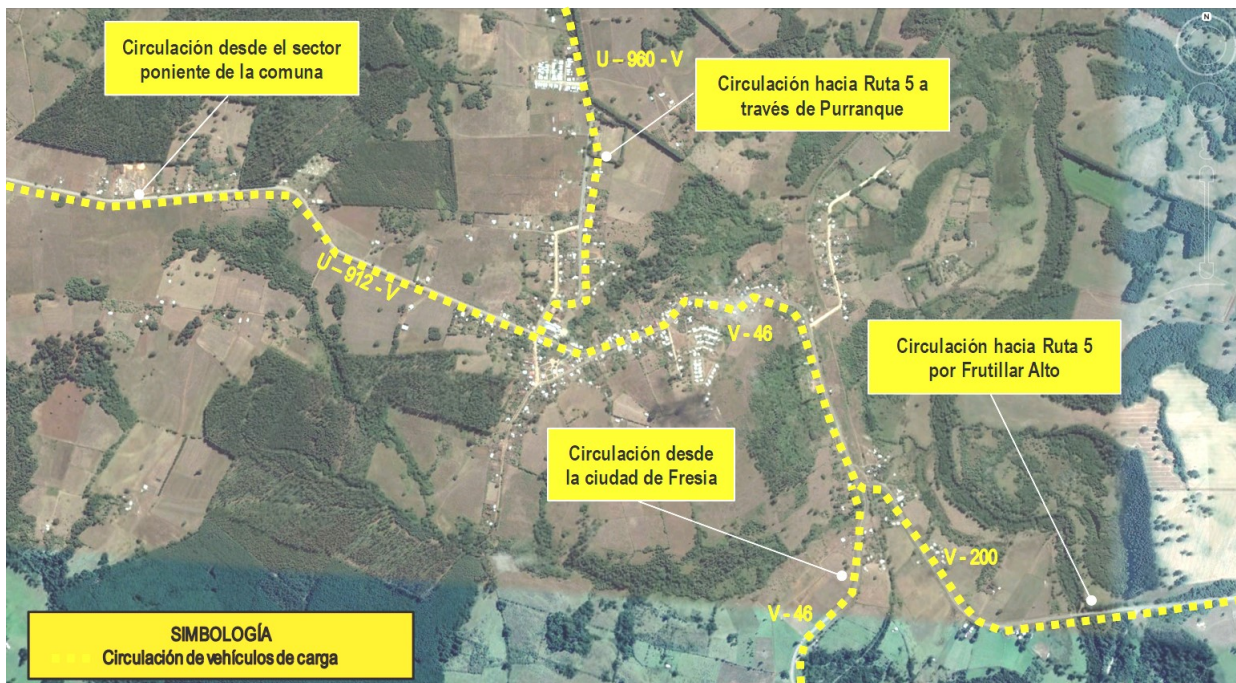 N
Circulación desde el sector
poniente de la comuna
U – 960 - V
Circulación hacia Ruta 5 a
través de Purranque
U – 912 - V
V - 46
Circulación hacia Ruta 5
por Frutillar Alto
Circulación desde
la ciudad de Fresia
V - 200
V - 46
SIMBOLOGÍA
Circulación de vehículos de carga